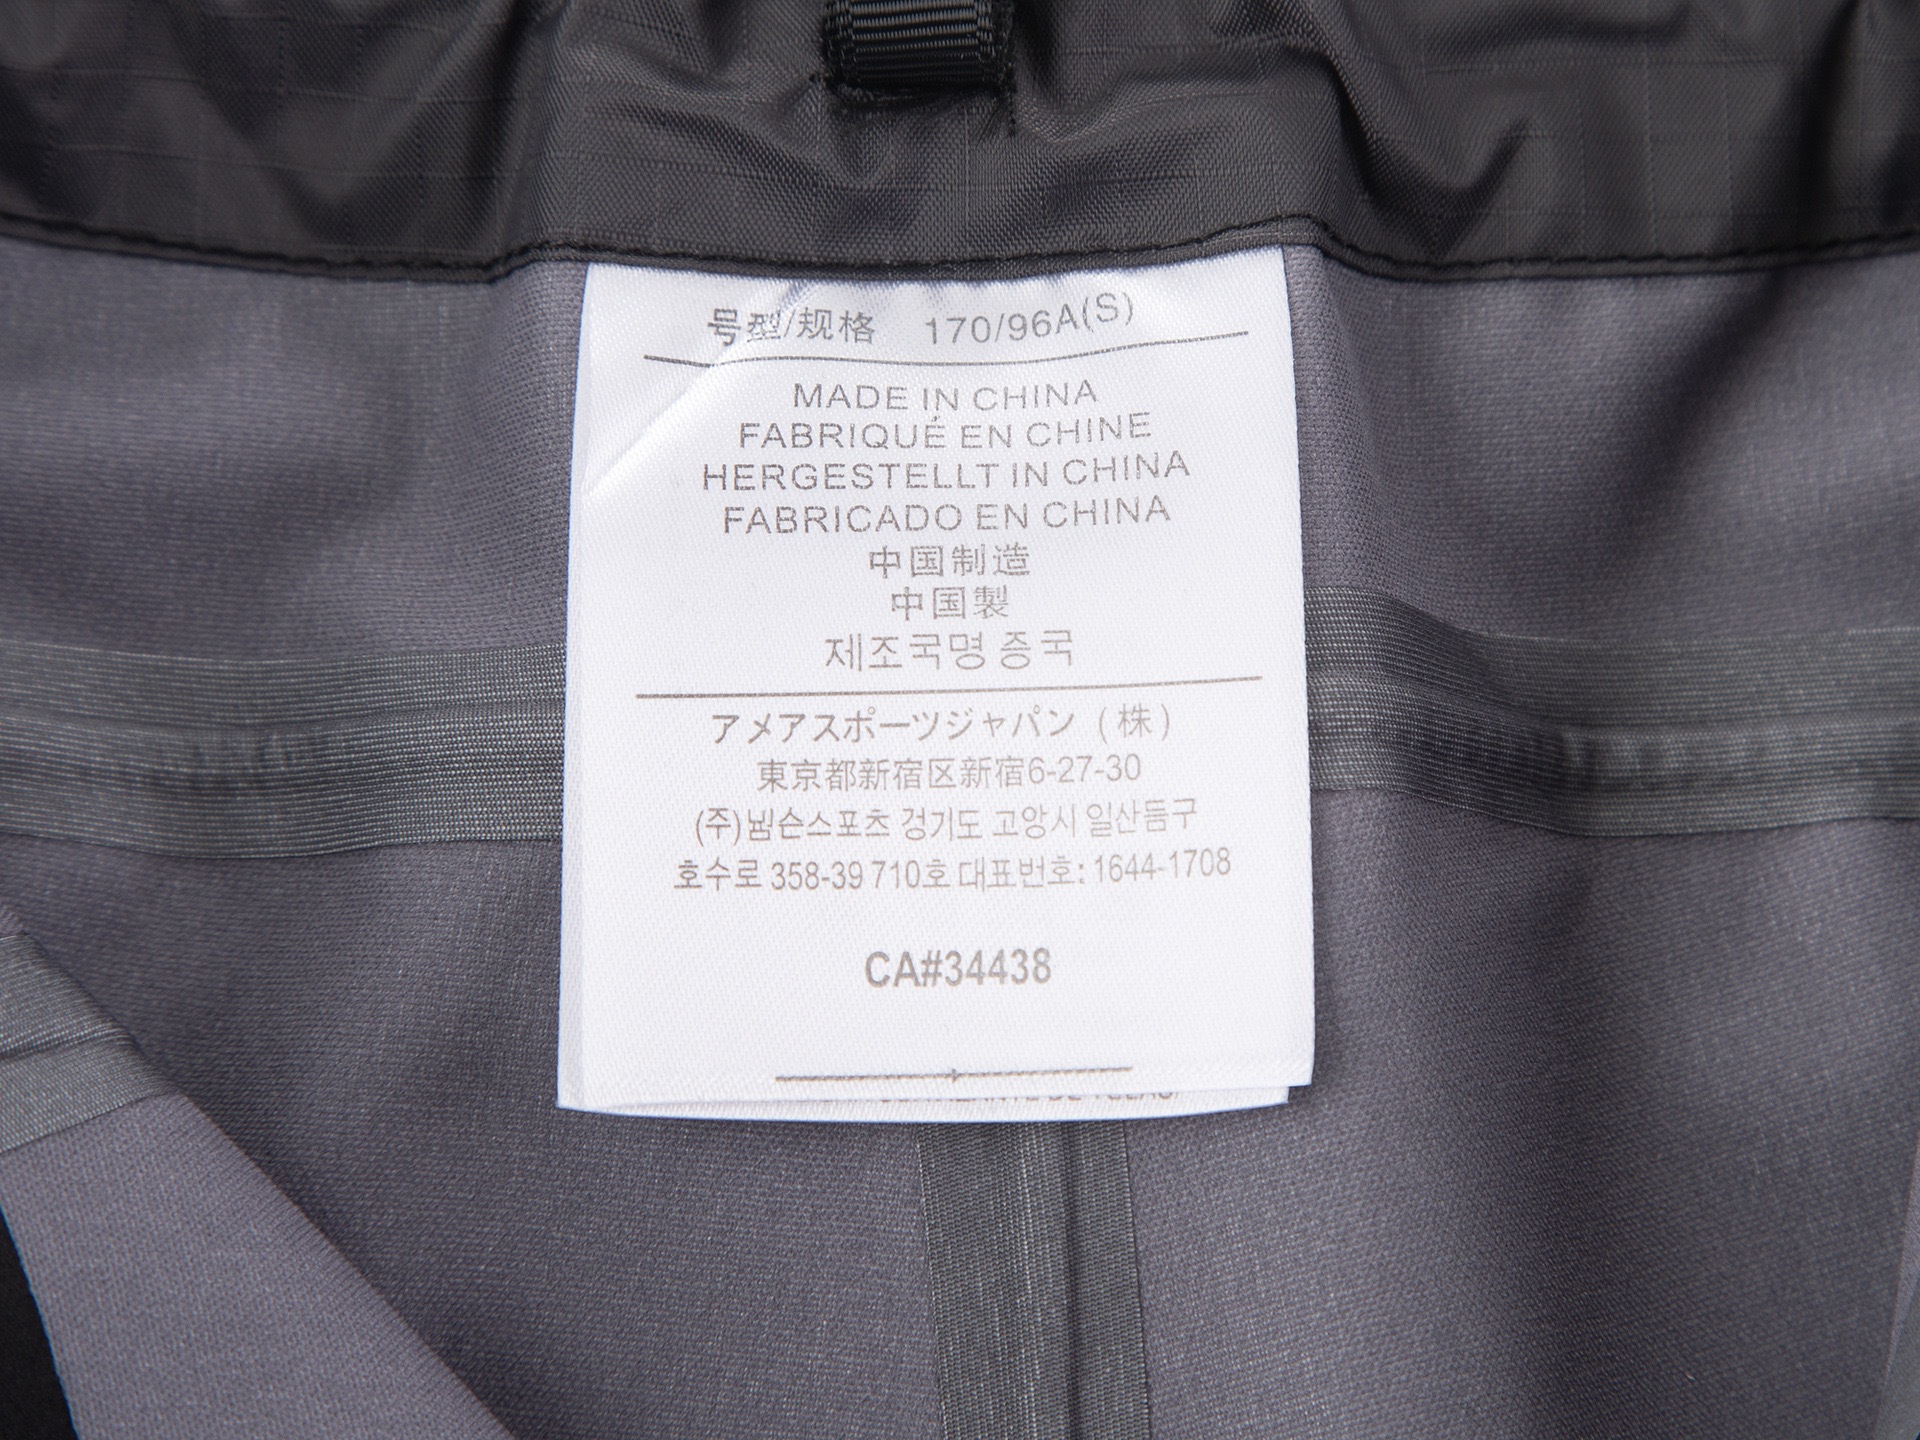 号型/规格 170/96A(S)
MADE IN CHINA
FABRIQUÉ EN CHINE
HERGESTELLT IN CHINA
FABRICADO EN CHINA
中国制造
中国製
제조국명 증국
アメアスポーツジャパン (株)
東京都新宿区新宿6-27-30
(주)넴슨스포츠 경기도 고앙시 일산듬구
호수로 358-39 710호 대표번호: 1644-1708
CA#34438
DE